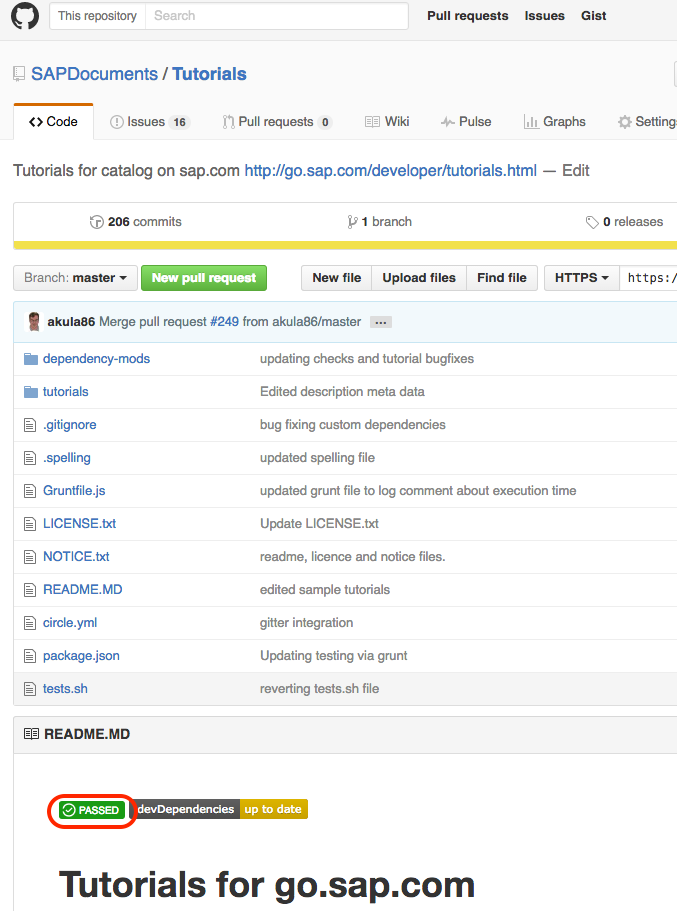 This repository Search Pull requests Issues Gist
SAPDocuments / Tutorials
Code Issues 16 Pull requests 0 Wiki Pulse Graphs Settings
Tutorials for catalog on sap.com http://go.sap.com/developer/tutorials.html — Edit
206 commits 1 branch 0 releases
Branch: master New pull request New file Upload files Find file HTTPS https:/
akula86 Merge pull request #249 from akula86/master ...
dependency-mods updating checks and tutorial bugfixes
tutorials Edited description meta data
.gitignore bug fixing custom dependencies
.spelling updated spelling file
Gruntfile.js updated grunt file to log comment about execution time
LICENSE.txt Update LICENSE.txt
NOTICE.txt readme, licence and notice files.
README.MD edited sample tutorials
circle.yml gitter integration
package.json Updating testing via grunt
tests.sh reverting tests.sh file
README.MD
PASSED devDependencies up to date
Tutorials for go.sap.com